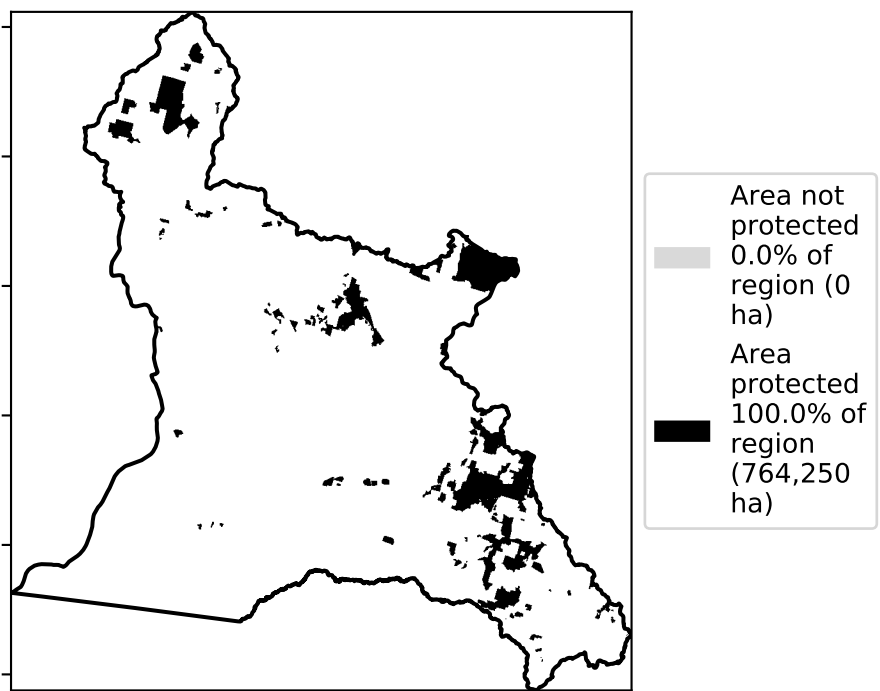 Area not
protected
0.0% of
region (0
ha)
Area
protected
100.0% of
region
(764,250
ha)